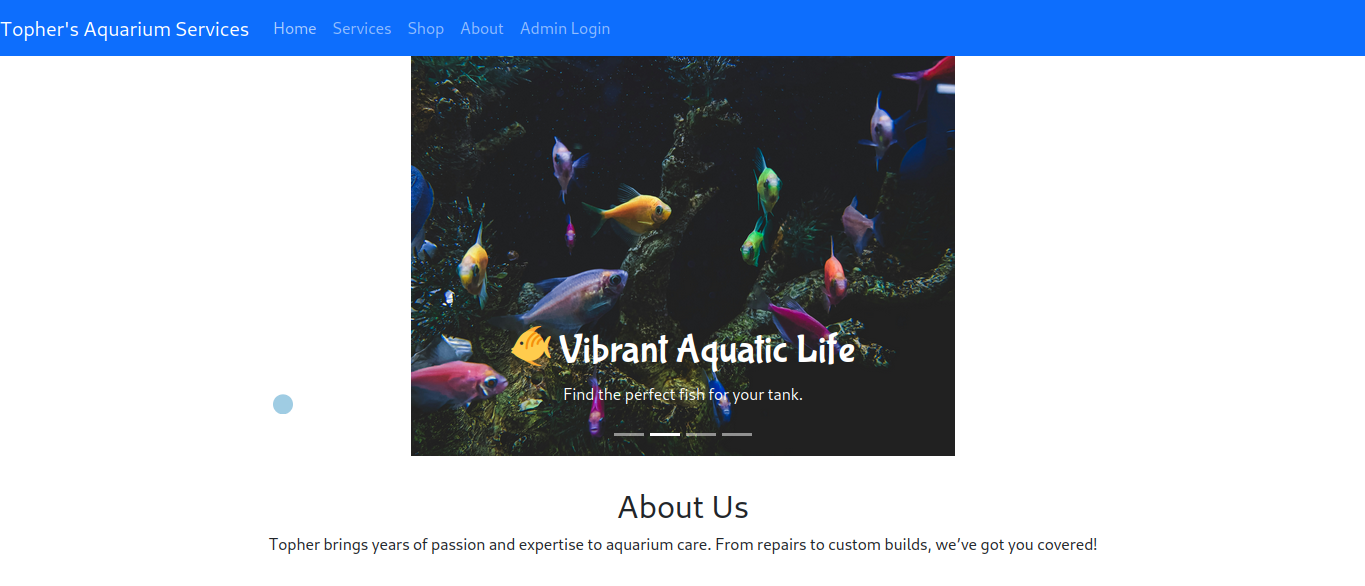 Topher's Aquarium Services Home Services Shop About Admin Login
Vibrant Aquatic Life
Find the perfect fish for your tank.
About Us
Topher brings years of passion and expertise to aquarium care. From repairs to custom builds, we’ve got you covered!